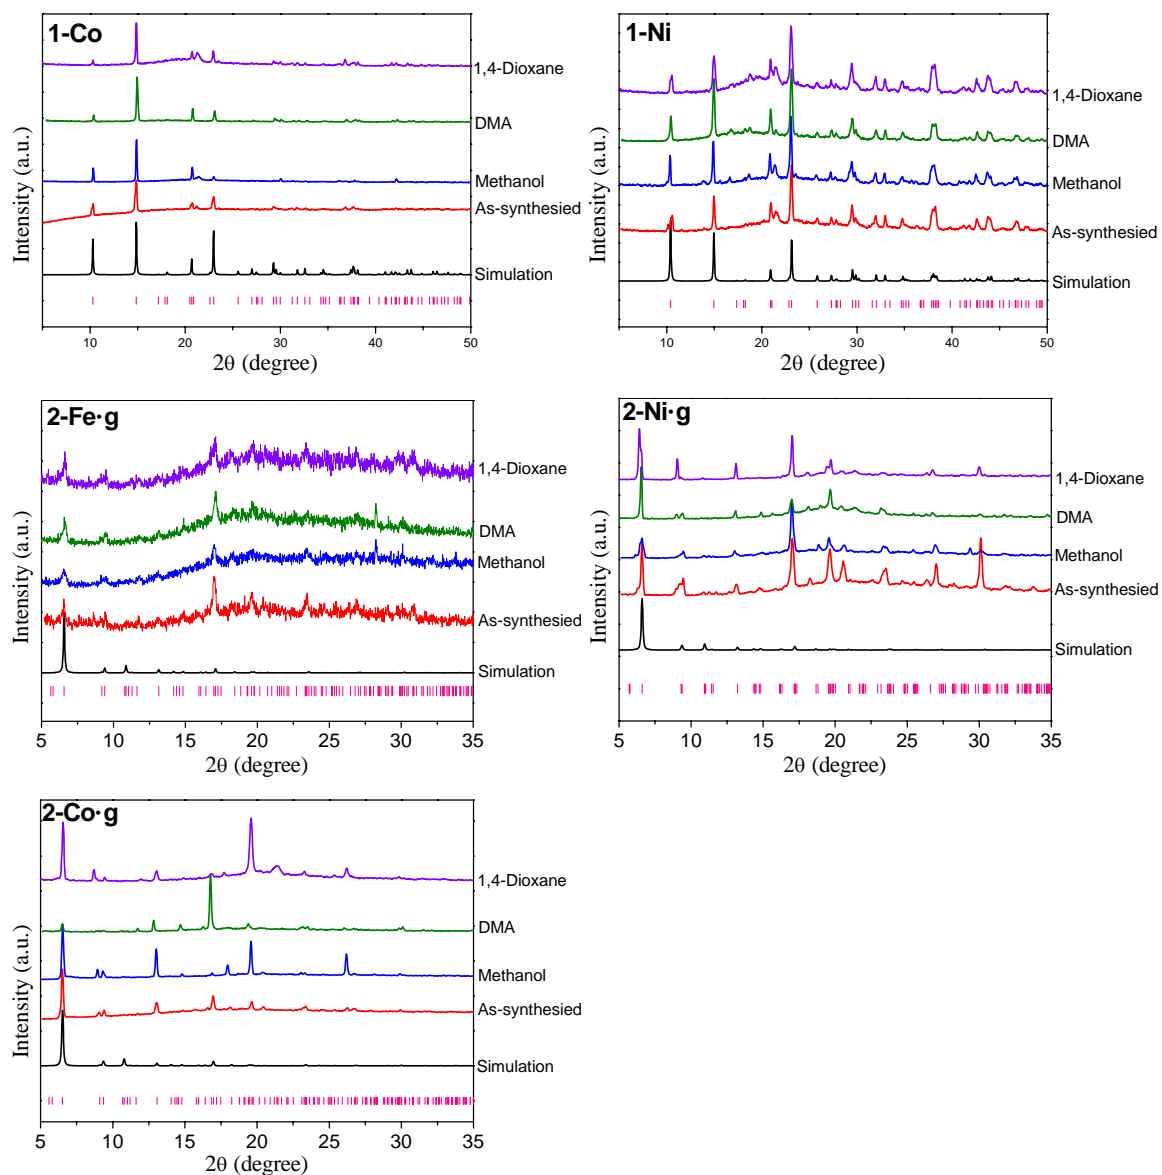 1-Co
1,4-Dioxane
DMA
Methanol
As-synthesied
Simulation
Intensity (a.u.)
10 20 30 40 50
2θ (degree)
1-Ni
1,4-Dioxane
DMA
Methanol
As-synthesied
Simulation
Intensity (a.u.)
10 20 30 40 50
2θ (degree)
2-Fe·g
1,4-Dioxane
DMA
Methanol
As-synthesied
Simulation
Intensity (a.u.)
5 10 15 20 25 30 35
2θ (degree)
2-Ni·g
1,4-Dioxane
DMA
Methanol
As-synthesied
Simulation
Intensity (a.u.)
5 10 15 20 25 30 35
2θ (degree)
2-Co·g
1,4-Dioxane
DMA
Methanol
As-synthesied
Simulation
Intensity (a.u.)
5 10 15 20 25 30 35
2θ (degree)